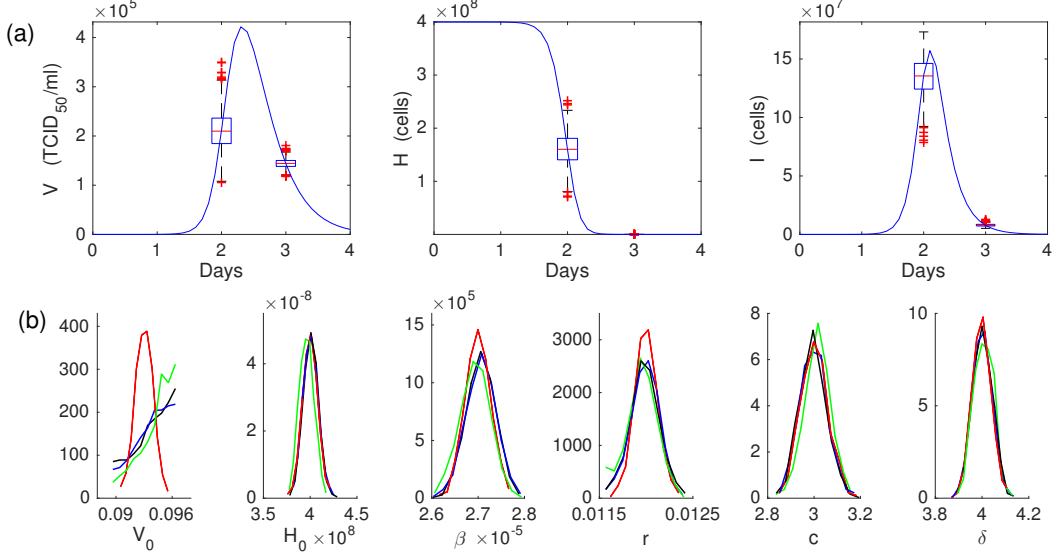 (a)
×10^5
4
3
2
1
0
V (TCID_50/ml)
0 1 2 3 4
Days
×10^8
4
3
2
1
0
H (cells)
0 1 2 3 4
Days
×10^7
15
10
5
0
I (cells)
0 1 2 3 4
Days
(b)
400
300
200
100
0
0.09 0.096
V_0
×10^-8
4
2
0
3.5 4 4.5
H_0 ×10^8
×10^5
15
10
5
0
2.6 2.7 2.8
β ×10^-5
3000
2000
1000
0
0.0115 0.0125
r
8
6
4
2
0
2.8 3 3.2
c
10
5
0
3.8 4 4.2
δ